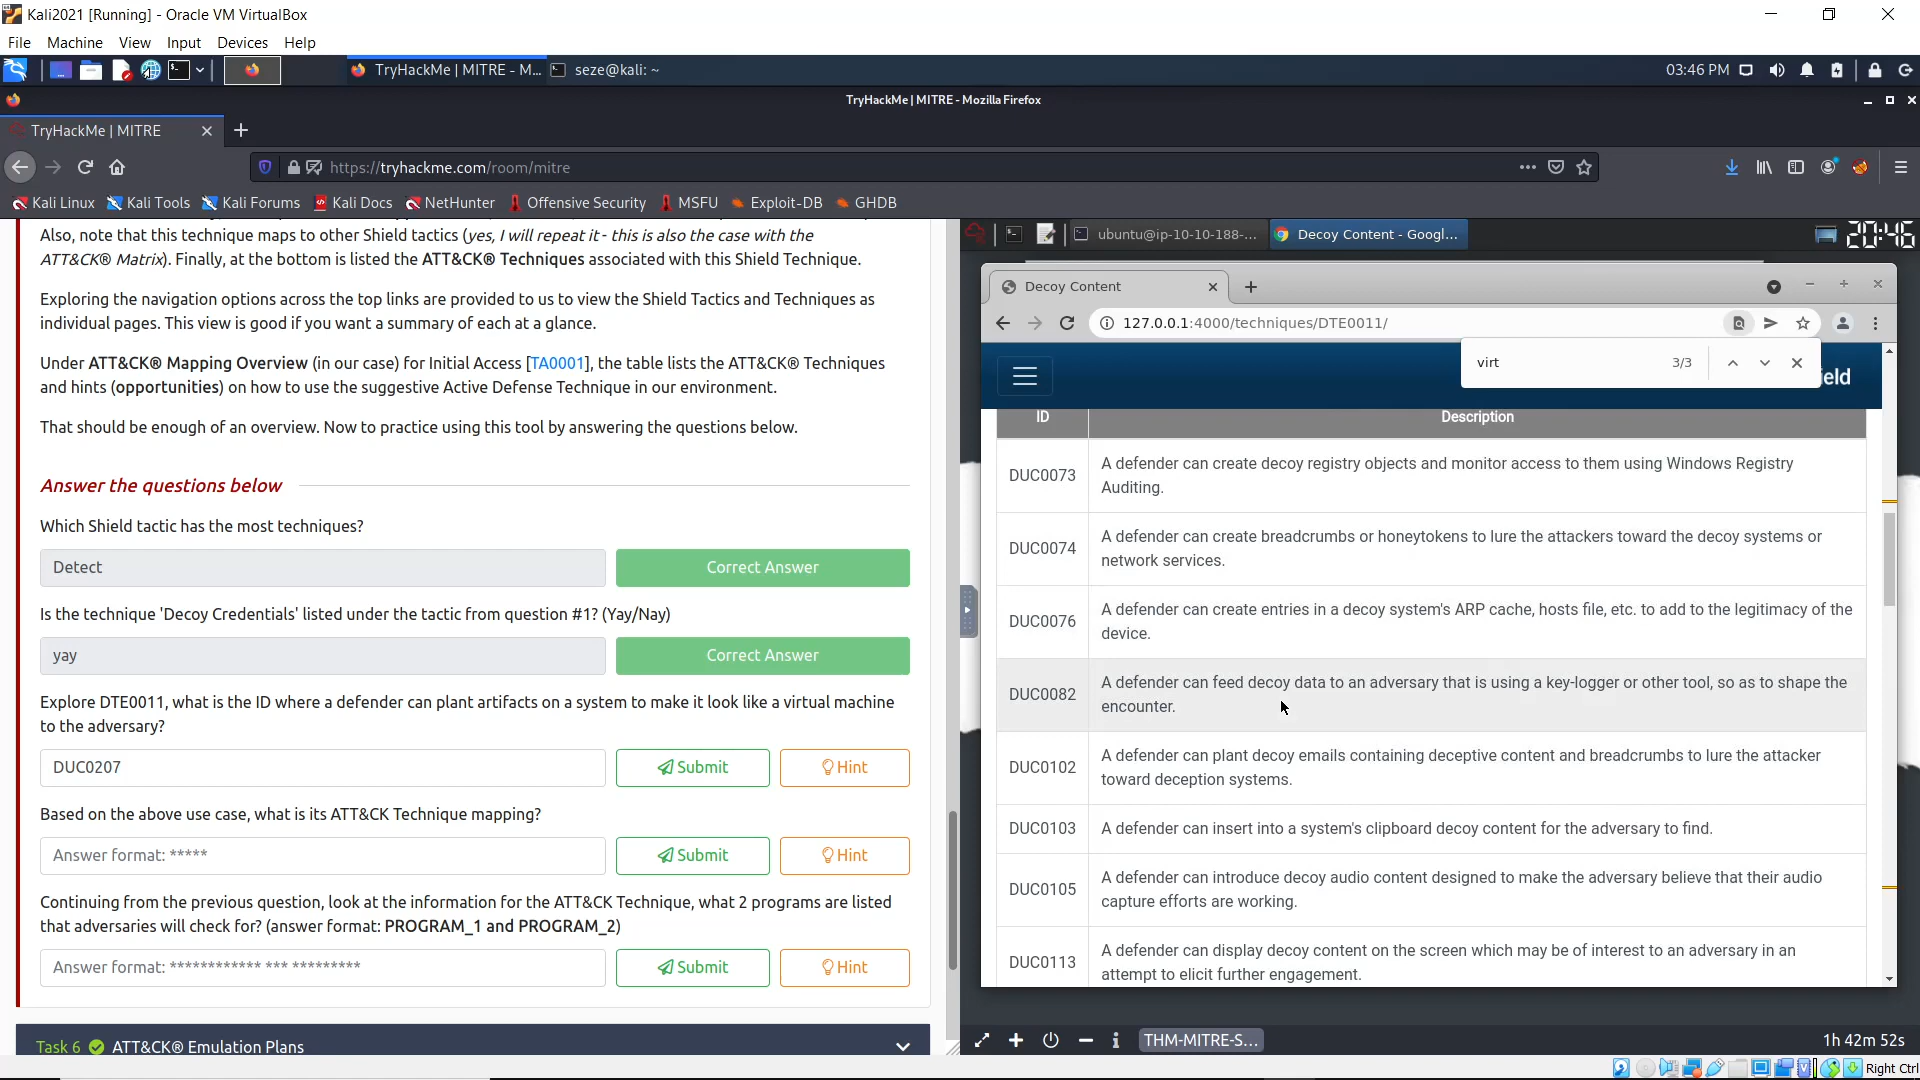 Kali2021 [Running] - Oracle VM VirtualBox
File Machine View Input Devices Help
TryHackMe | MITRE - M...
seze@kali: ~
03:46 PM
TryHackMe | MITRE - Mozilla Firefox
TryHackMe | MITRE
https://tryhackme.com/room/mitre
Kali Linux Kali Tools Kali Forums Kali Docs NetHunter Offensive Security MSFU Exploit-DB GHDB
Also, note that this technique maps to other Shield tactics (yes, I will repeat it - this is also the case with the
ATT&CK® Matrix). Finally, at the bottom is listed the ATT&CK® Techniques associated with this Shield Technique.
Exploring the navigation options across the top links are provided to us to view the Shield Tactics and Techniques as
individual pages. This view is good if you want a summary of each at a glance.
Under ATT&CK® Mapping Overview (in our case) for Initial Access [TA0001], the table lists the ATT&CK® Techniques
and hints (opportunities) on how to use the suggestive Active Defense Technique in our environment.
That should be enough of an overview. Now to practice using this tool by answering the questions below.
Answer the questions below
Which Shield tactic has the most techniques?
Detect
Correct Answer
Is the technique 'Decoy Credentials' listed under the tactic from question #1? (Yay/Nay)
yay
Correct Answer
Explore DTE0011, what is the ID where a defender can plant artifacts on a system to make it look like a virtual machine
to the adversary?
DUC0207
Submit
Hint
Based on the above use case, what is its ATT&CK Technique mapping?
Answer format: *****
Submit
Hint
Continuing from the previous question, look at the information for the ATT&CK Technique, what 2 programs are listed
that adversaries will check for? (answer format: PROGRAM_1 and PROGRAM_2)
Answer format: ************ *** *********
Submit
Hint
Task 6 ATT&CK® Emulation Plans
ubuntu@ip-10-10-188-...
Decoy Content - Googl...
20:46
Decoy Content
127.0.0.1:4000/techniques/DTE0011/
virt
3/3
ield
ID
Description
DUC0073
A defender can create decoy registry objects and monitor access to them using Windows Registry
Auditing.
DUC0074
A defender can create breadcrumbs or honeytokens to lure the attackers toward the decoy systems or
network services.
DUC0076
A defender can create entries in a decoy system's ARP cache, hosts file, etc. to add to the legitimacy of the
device.
DUC0082
A defender can feed decoy data to an adversary that is using a key-logger or other tool, so as to shape the
encounter.
DUC0102
A defender can plant decoy emails containing deceptive content and breadcrumbs to lure the attacker
toward deception systems.
DUC0103
A defender can insert into a system's clipboard decoy content for the adversary to find.
DUC0105
A defender can introduce decoy audio content designed to make the adversary believe that their audio
capture efforts are working.
DUC0113
A defender can display decoy content on the screen which may be of interest to an adversary in an
attempt to elicit further engagement.
THM-MITRE-S...
1h 42m 52s
Right Ctrl